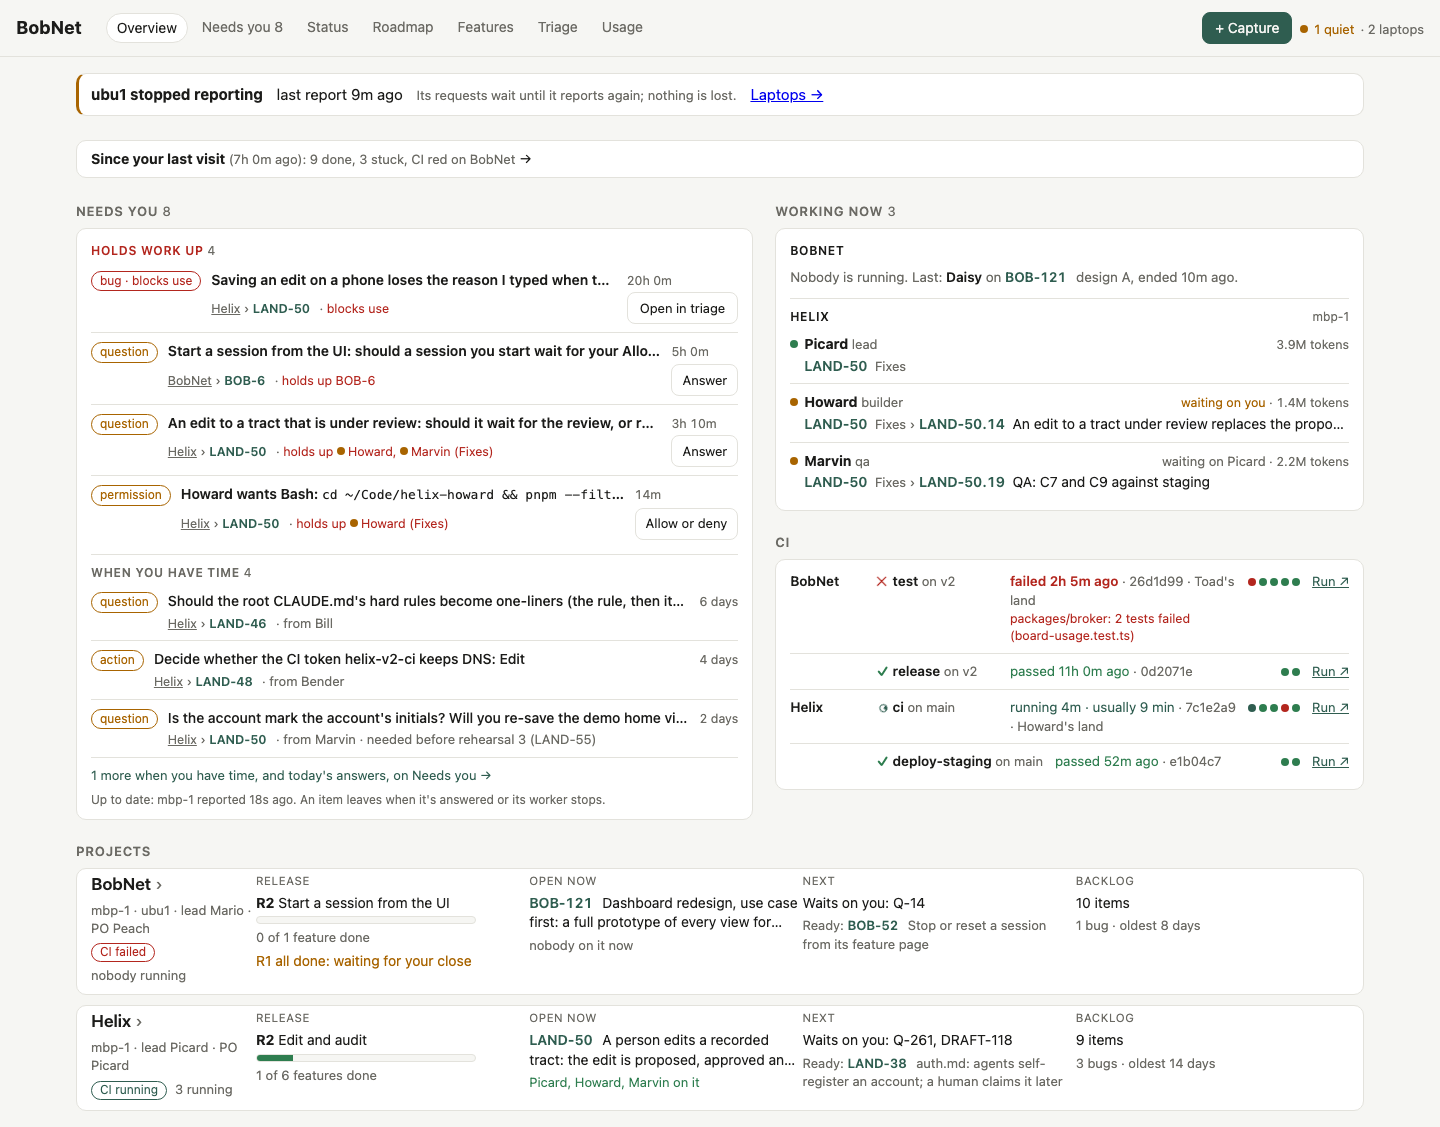 BobNet Overview Needs you 8 Status Roadmap Features Triage Usage + Capture 1 quiet · 2 laptops
ubu1 stopped reporting last report 9m ago Its requests wait until it reports again; nothing is lost. Laptops →
Since your last visit (7h 0m ago): 9 done, 3 stuck, CI red on BobNet →
NEEDS YOU 8
HOLDS WORK UP 4
bug · blocks use Saving an edit on a phone loses the reason I typed when t... 20h 0m
Helix › LAND-50 · blocks use Open in triage
question Start a session from the UI: should a session you start wait for your Allo... 5h 0m
BobNet › BOB-6 · holds up BOB-6 Answer
question An edit to a tract that is under review: should it wait for the review, or r... 3h 10m
Helix › LAND-50 · holds up Howard, Marvin (Fixes) Answer
permission Howard wants Bash: cd ~/Code/helix-howard && pnpm --filt... 14m
Helix › LAND-50 · holds up Howard (Fixes) Allow or deny
WHEN YOU HAVE TIME 4
question Should the root CLAUDE.md's hard rules become one-liners (the rule, then it... 6 days
Helix › LAND-46 · from Bill
action Decide whether the CI token helix-v2-ci keeps DNS: Edit 4 days
Helix › LAND-48 · from Bender
question Is the account mark the account's initials? Will you re-save the demo home vi... 2 days
Helix › LAND-50 · from Marvin · needed before rehearsal 3 (LAND-55)
1 more when you have time, and today's answers, on Needs you →
Up to date: mbp-1 reported 18s ago. An item leaves when it's answered or its worker stops.
WORKING NOW 3
BOBNET
Nobody is running. Last: Daisy on BOB-121 design A, ended 10m ago.
HELIX mbp-1
Picard lead 3.9M tokens
LAND-50 Fixes
Howard builder waiting on you · 1.4M tokens
LAND-50 Fixes › LAND-50.14 An edit to a tract under review replaces the propo...
Marvin qa waiting on Picard · 2.2M tokens
LAND-50 Fixes › LAND-50.19 QA: C7 and C9 against staging
CI
BobNet test on v2 failed 2h 5m ago · 26d1d99 · Toad's Run ↗
land
packages/broker: 2 tests failed
(board-usage.test.ts)
release on v2 passed 11h 0m ago · 0d2071e Run ↗
Helix ci on main running 4m · usually 9 min · 7c1e2a9 Run ↗
· Howard's land
deploy-staging on main passed 52m ago · e1b04c7 Run ↗
PROJECTS
BobNet ›
mbp-1 · ubu1 · lead Mario ·
PO Peach
CI failed
nobody running
RELEASE
R2 Start a session from the UI
0 of 1 feature done
R1 all done: waiting for your close
OPEN NOW
BOB-121 Dashboard redesign, use case
first: a full prototype of every view for...
nobody on it now
NEXT
Waits on you: Q-14
Ready: BOB-52 Stop or reset a session
from its feature page
BACKLOG
10 items
1 bug · oldest 8 days
Helix ›
mbp-1 · lead Picard · PO
Picard
CI running 3 running
RELEASE
R2 Edit and audit
1 of 6 features done
OPEN NOW
LAND-50 A person edits a recorded
tract: the edit is proposed, approved an...
Picard, Howard, Marvin on it
NEXT
Waits on you: Q-261, DRAFT-118
Ready: LAND-38 auth.md: agents self-
register an account; a human claims it later
BACKLOG
9 items
3 bugs · oldest 14 days